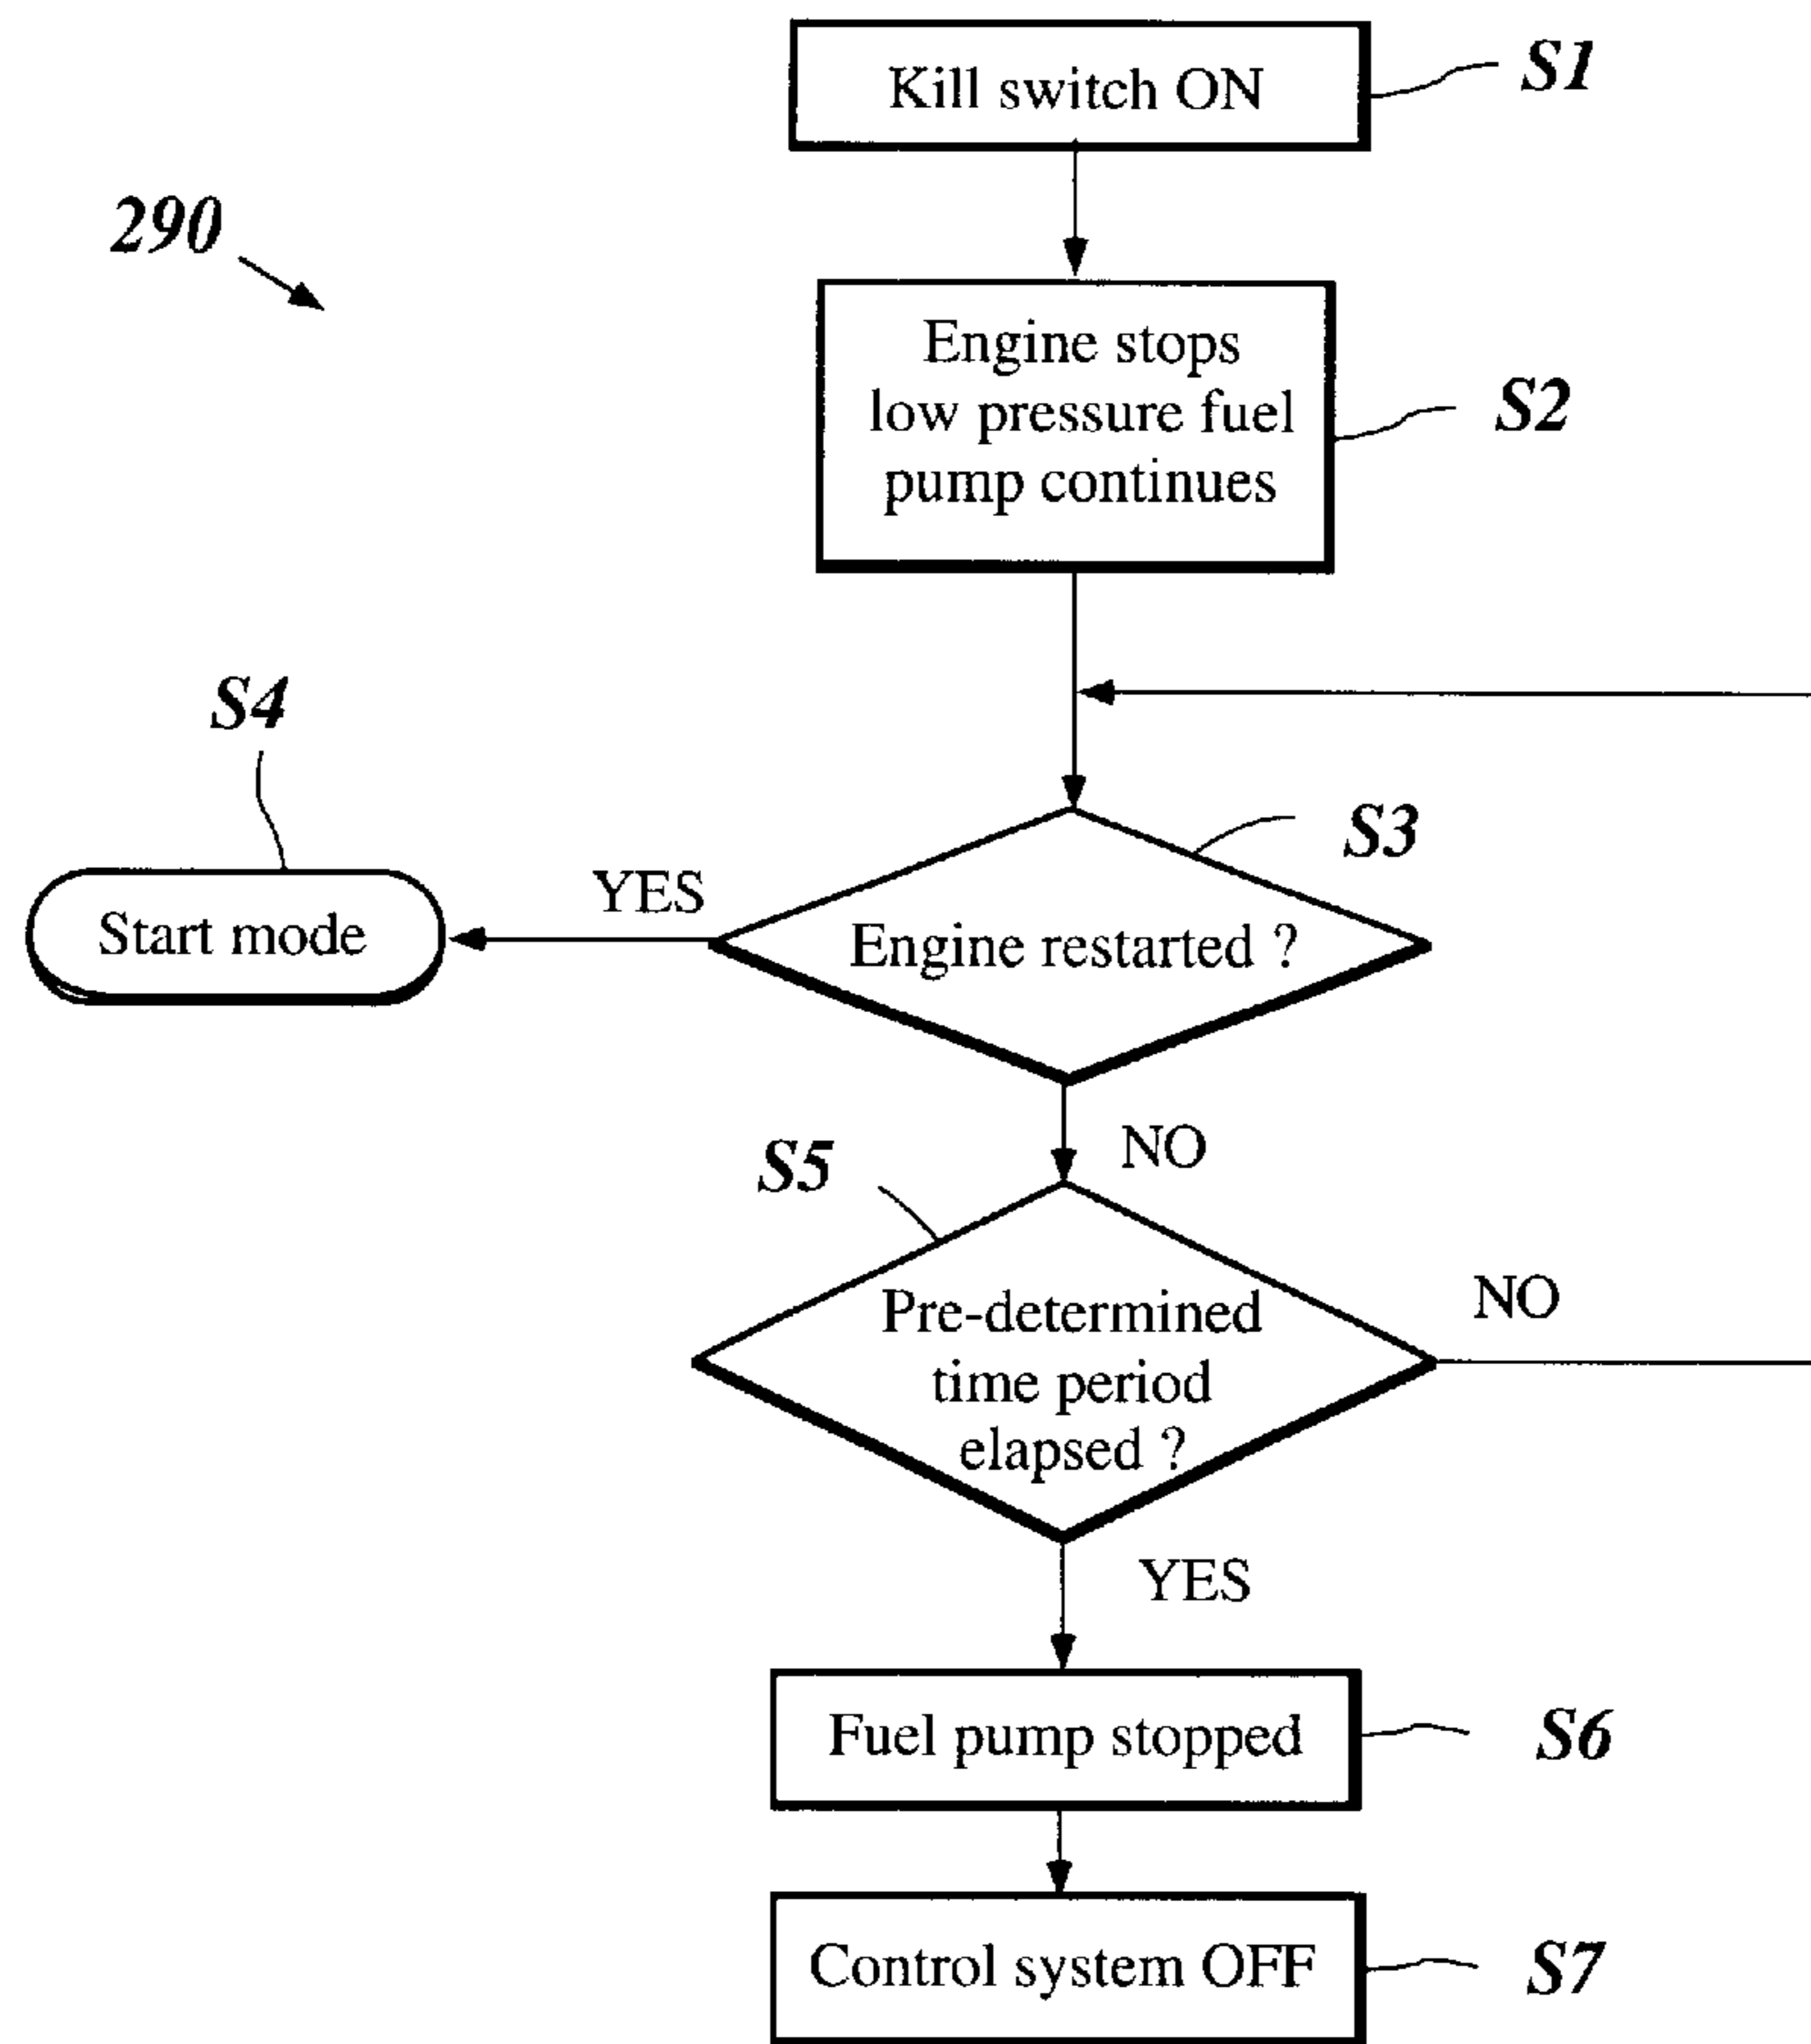 Kill switch ON
S1
290
Engine stops
low pressure fuel
pump continues
S2
S4
S3
YES
Start mode
Engine restarted ?
NO
S5
Pre-determined
time period
elapsed ?
NO
YES
Fuel pump stopped
S6
Control system OFF
S7